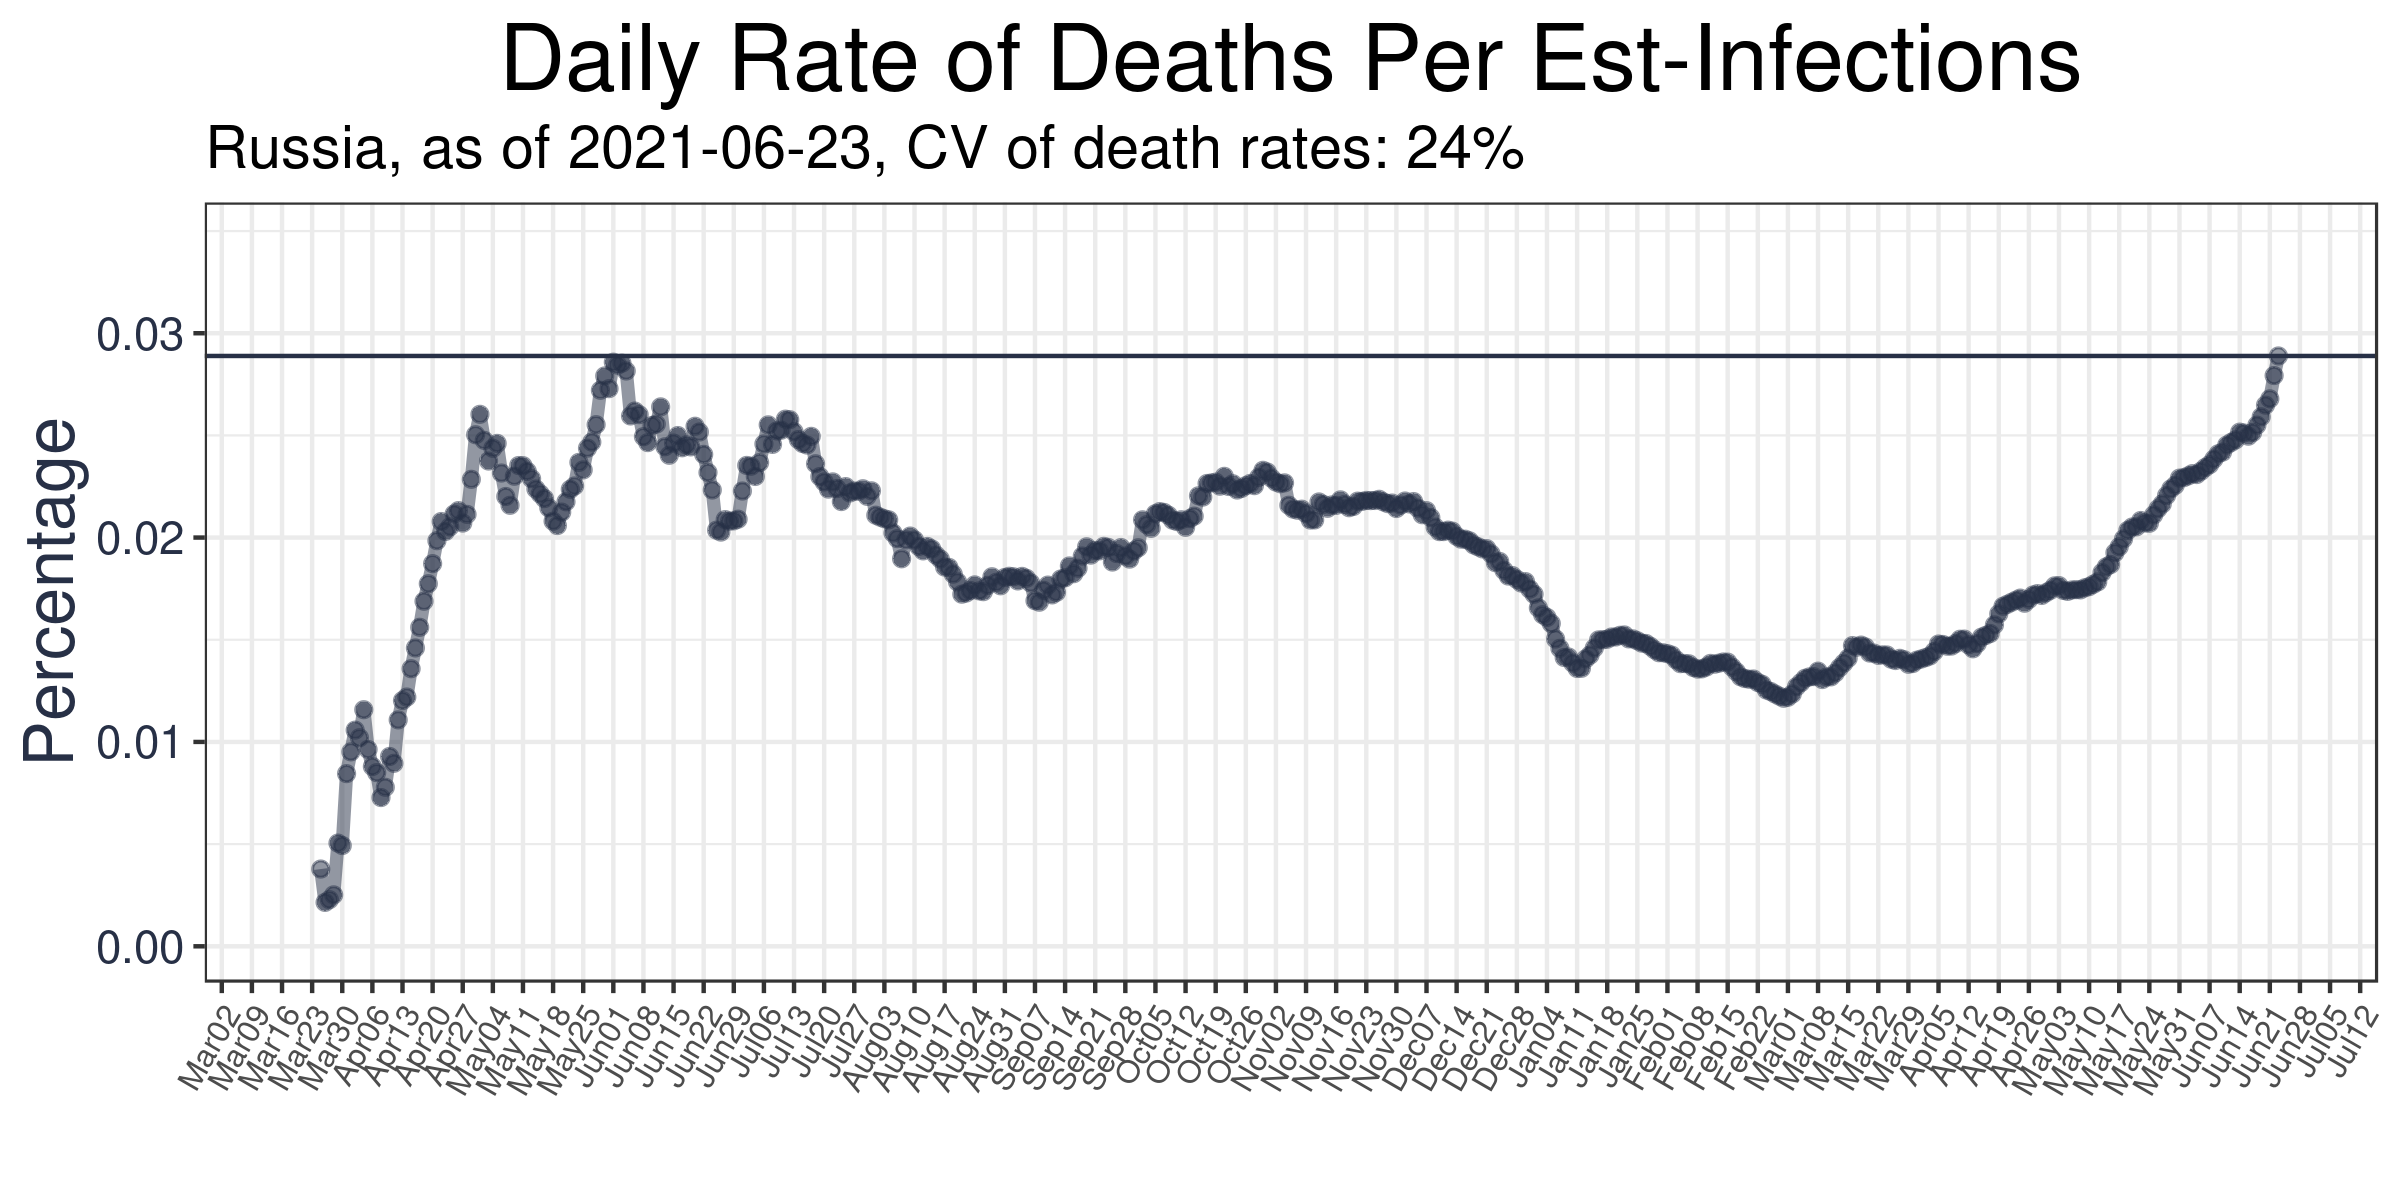 Daily Rate of Deaths Per Est-Infections
Russia, as of 2021-06-23, CV of death rates: 24%
Percentage
0.03
0.02
0.01
0.00
Mar02
Mar09
Mar16
Mar23
Mar30
Apr06
Apr13
Apr20
Apr27
May04
May11
May18
May25
Jun01
Jun08
Jun15
Jun22
Jun29
Jul06
Jul13
Jul20
Jul27
Aug03
Aug10
Aug17
Aug24
Aug31
Sep07
Sep14
Sep21
Sep28
Oct05
Oct12
Oct19
Oct26
Nov02
Nov09
Nov16
Nov23
Nov30
Dec07
Dec14
Dec21
Dec28
Jan04
Jan11
Jan18
Jan25
Feb01
Feb08
Feb15
Feb22
Mar01
Mar08
Mar15
Mar22
Mar29
Apr05
Apr12
Apr19
Apr26
May03
May10
May17
May24
May31
Jun07
Jun14
Jun21
Jun28
Jul05
Jul12